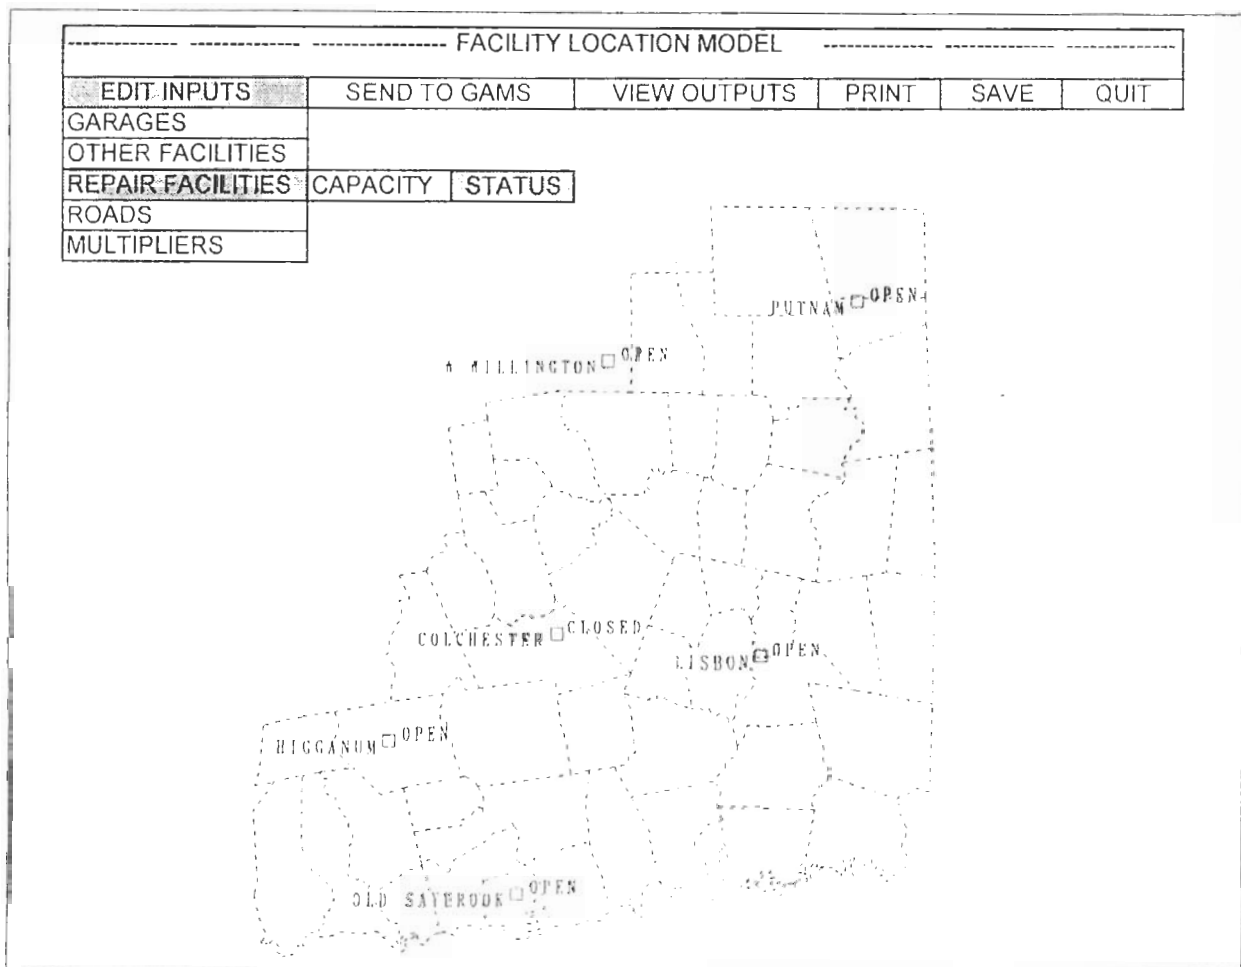 FACILITY LOCATION MODEL
EDIT INPUTS SEND TO GAMS VIEW OUTPUTS PRINT SAVE QUIT
GARAGES
OTHER FACILITIES
REPAIR FACILITIES CAPACITY STATUS
ROADS
MULTIPLIERS
PUTNAM OPEN
WILLINGTON OPEN
COLCHESTER CLOSED
LISBON OPEN
HIGGANUM OPEN
OLD SAYBROOK OPEN